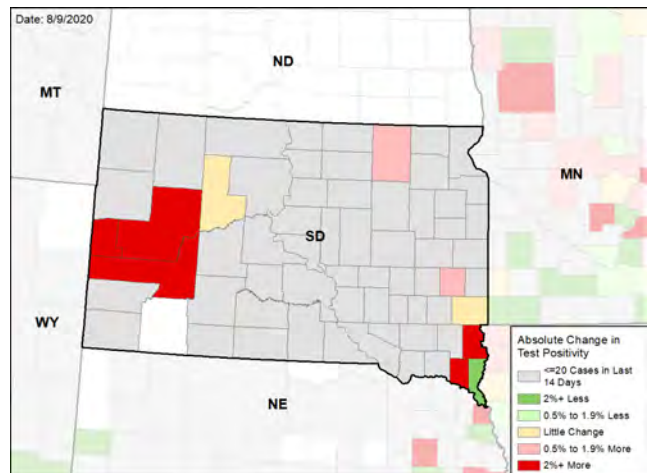 Date: 8/9/2020
ND
MT
MN
SD
WY
NE
Absolute Change in
Test Positivity
<=20 Cases in Last
14 Days
2%+ Less
0.5% to 1.9% Less
Little Change
0.5% to 1.9% More
2%+ More